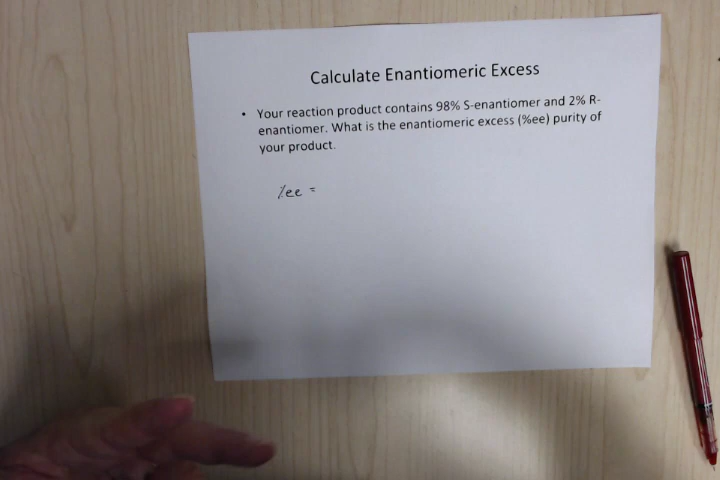 Calculate Enantiomeric Excess
• Your reaction product contains 98% S-enantiomer and 2% R-
enantiomer. What is the enantiomeric excess (%ee) purity of
your product.
%ee =